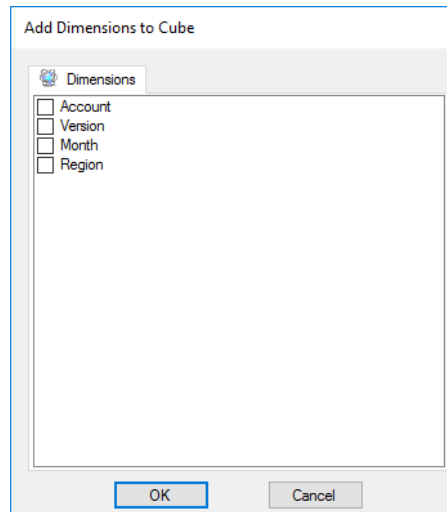 Add Dimensions to Cube
Dimensions
Account
Version
Month
Region
OK Cancel